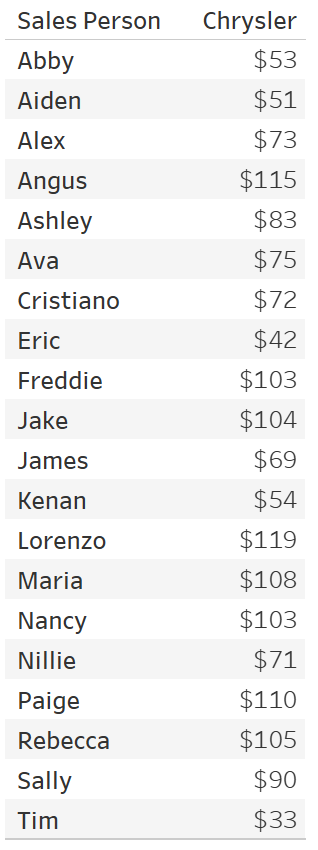 Sales Person Chrysler
Abby $53
Aiden $51
Alex $73
Angus $115
Ashley $83
Ava $75
Cristiano $72
Eric $42
Freddie $103
Jake $104
James $69
Kenan $54
Lorenzo $119
Maria $108
Nancy $103
Nillie $71
Paige $110
Rebecca $105
Sally $90
Tim $33